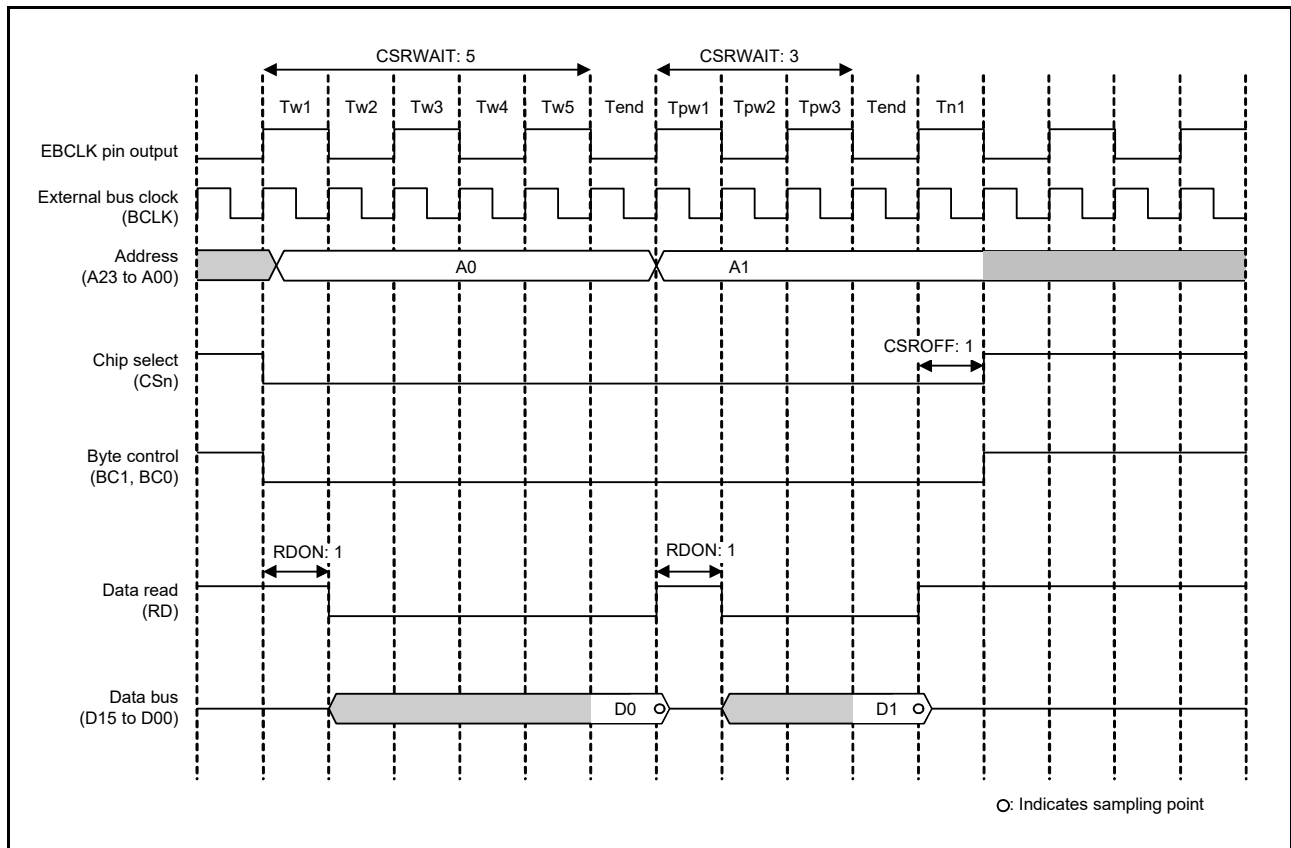 CSRWAIT: 5 CSRWAIT: 3
Tw1 Tw2 Tw3 Tw4 Tw5 Tend Tpw1 Tpw2 Tpw3 Tend Tn1
EBCLK pin output
External bus clock
(BCLK)
Address
(A23 to A00)
A0 A1
CSROFF: 1
Chip select
(CSn)
Byte control
(BC1, BC0)
RDON: 1 RDON: 1
Data read
(RD)
Data bus
(D15 to D00)
D0 D1
: Indicates sampling point